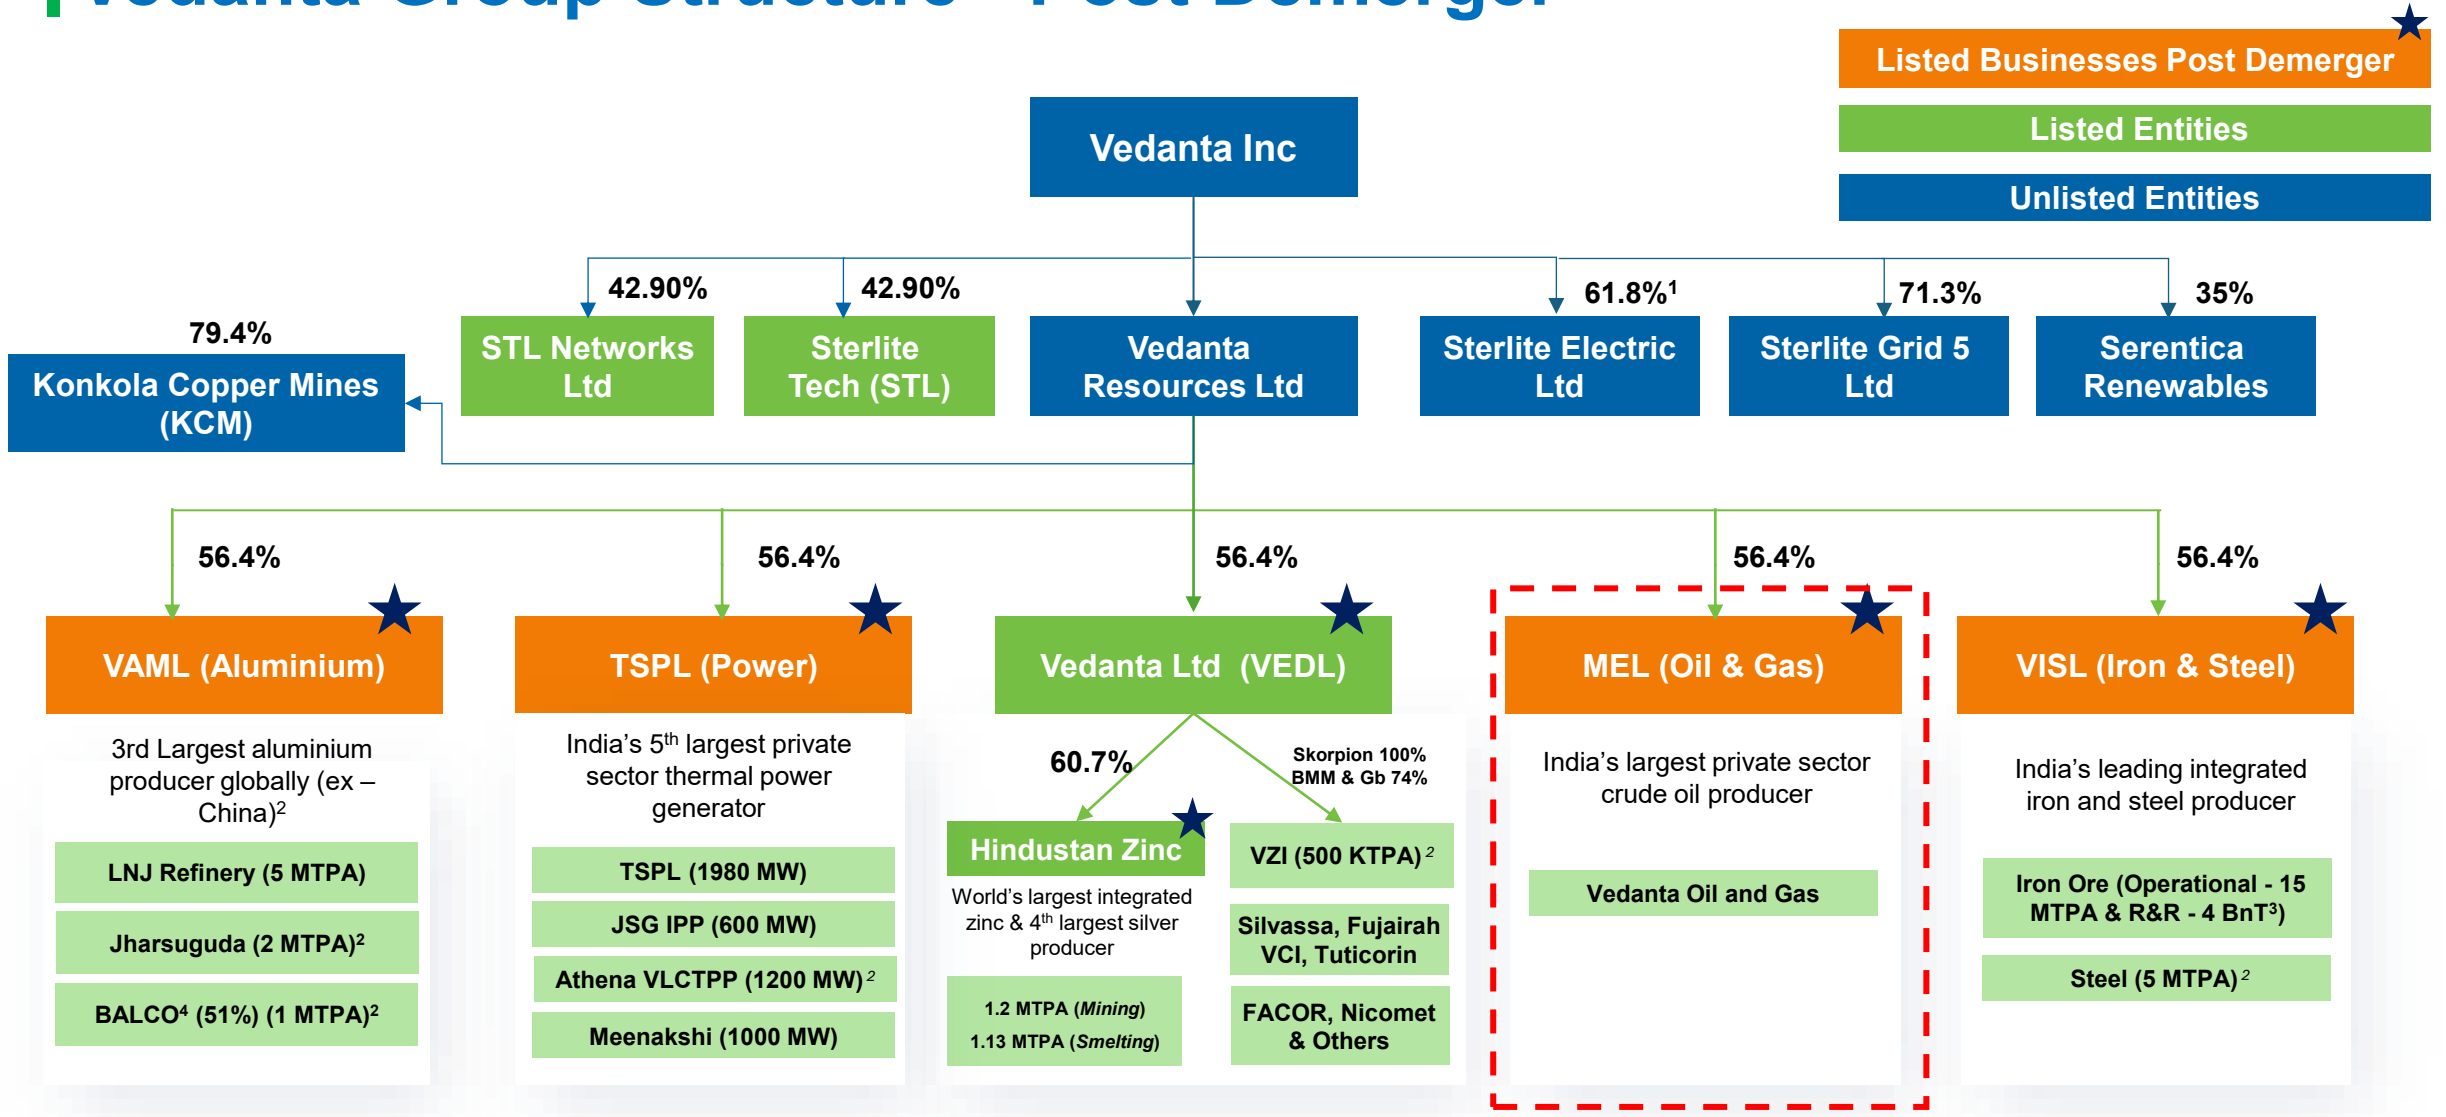 Vedanta Group Structure - Post Demerger
Listed Businesses Post Demerger
Listed Entities
Unlisted Entities
Vedanta Inc
42.90%
42.90%
61.8%¹
71.3%
35%
79.4%
Konkola Copper Mines
(KCM)
STL Networks
Ltd
Sterlite
Tech (STL)
Vedanta
Resources Ltd
Sterlite Electric
Ltd
Sterlite Grid 5
Ltd
Serentica
Renewables
56.4%
56.4%
56.4%
56.4%
56.4%
VAML (Aluminium)
3rd Largest aluminium
producer globally (ex –
China)²
LNJ Refinery (5 MTPA)
Jharsuguda (2 MTPA)²
BALCO⁴ (51%) (1 MTPA)²
TSPL (Power)
India’s 5th largest private
sector thermal power
generator
TSPL (1980 MW)
JSG IPP (600 MW)
Athena VLCTPP (1200 MW)²
Meenakshi (1000 MW)
Vedanta Ltd (VEDL)
60.7%
Skorpion 100%
BMM & Gb 74%
Hindustan Zinc
World’s largest integrated
zinc & 4th largest silver
producer
1.2 MTPA (Mining)
1.13 MTPA (Smelting)
VZI (500 KTPA)²
Silvassa, Fujairah
VCI, Tuticorin
FACOR, Nicomet
& Others
MEL (Oil & Gas)
India’s largest private sector
crude oil producer
Vedanta Oil and Gas
VISL (Iron & Steel)
India’s leading integrated
iron and steel producer
Iron Ore (Operational - 15
MTPA & R&R - 4 BnT³)
Steel (5 MTPA)²